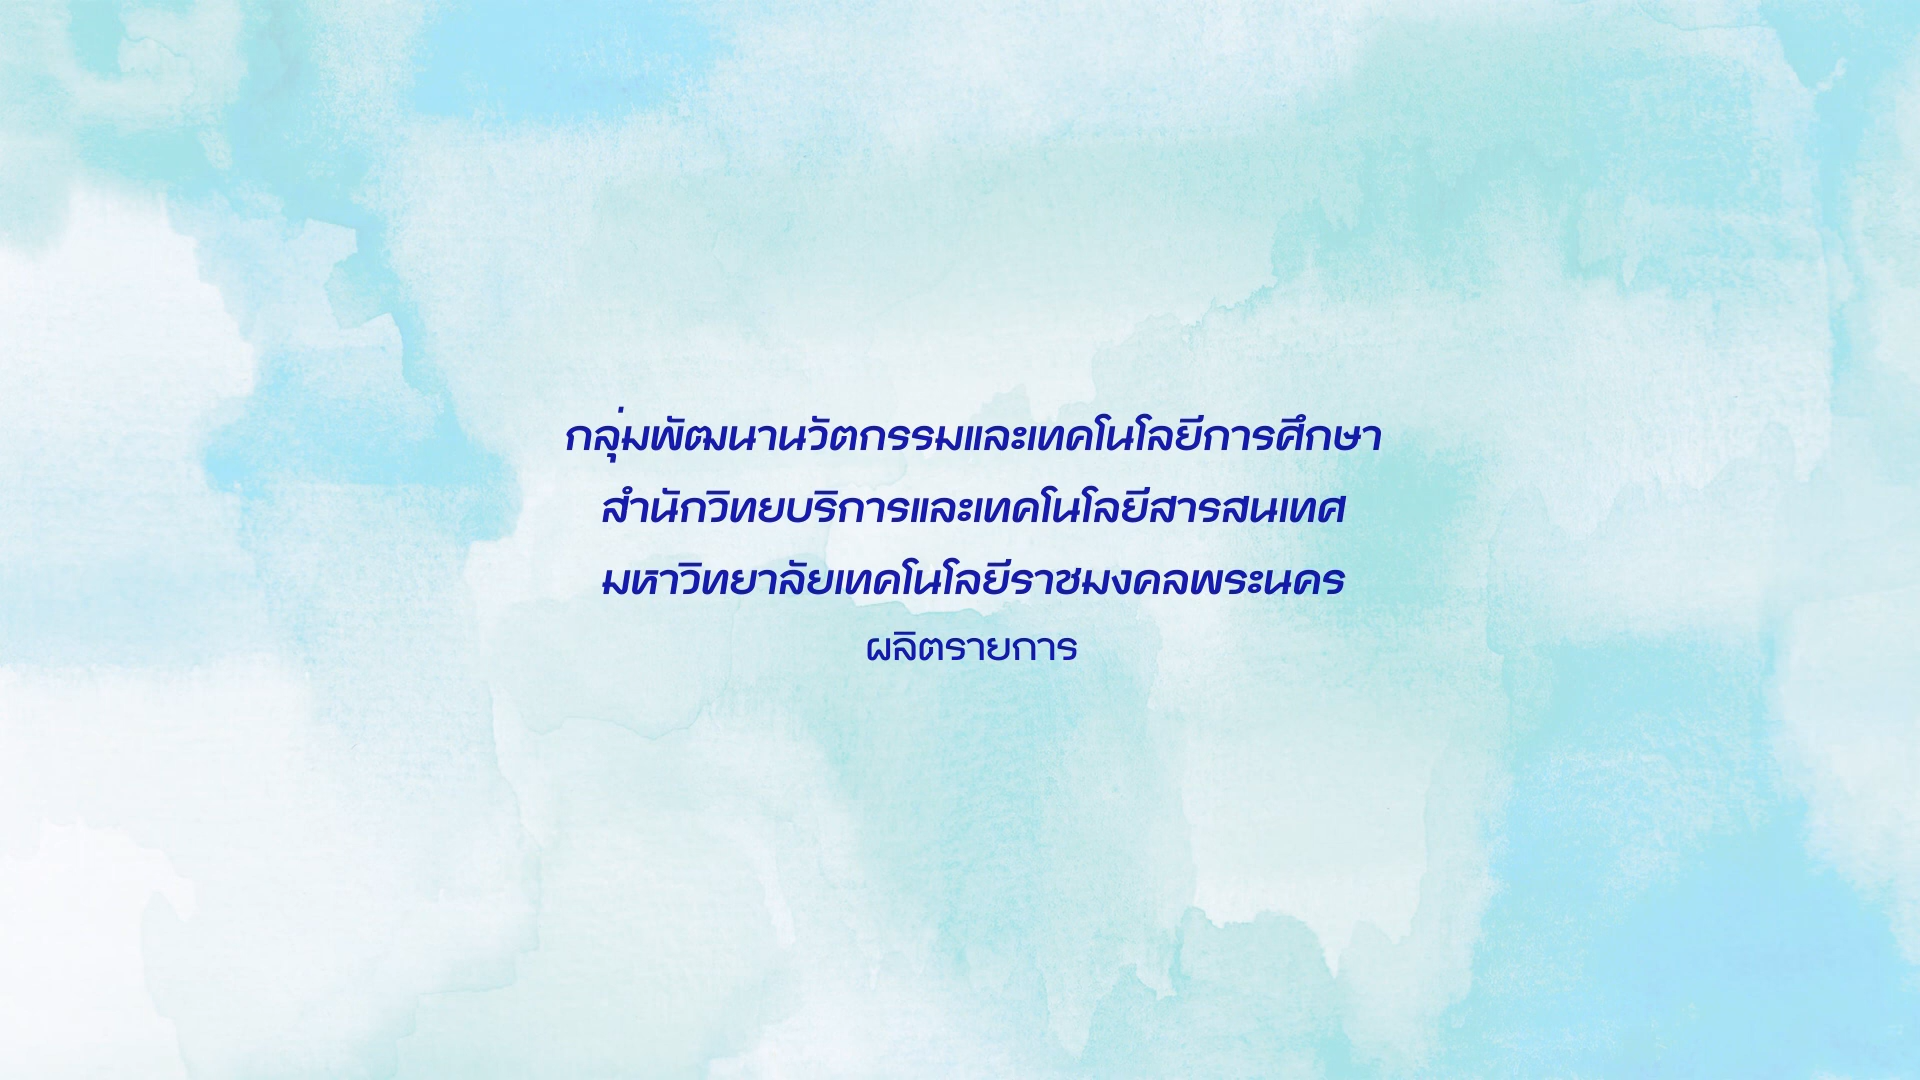 กลุ่มพัฒนานวัตกรรมและเทคโนโลยีการศึกษา
สำนักวิทยบริการและเทคโนโลยีสารสนเทศ
มหาวิทยาลัยเทคโนโลยีราชมงคลพระนคร
ผลิตรายการ